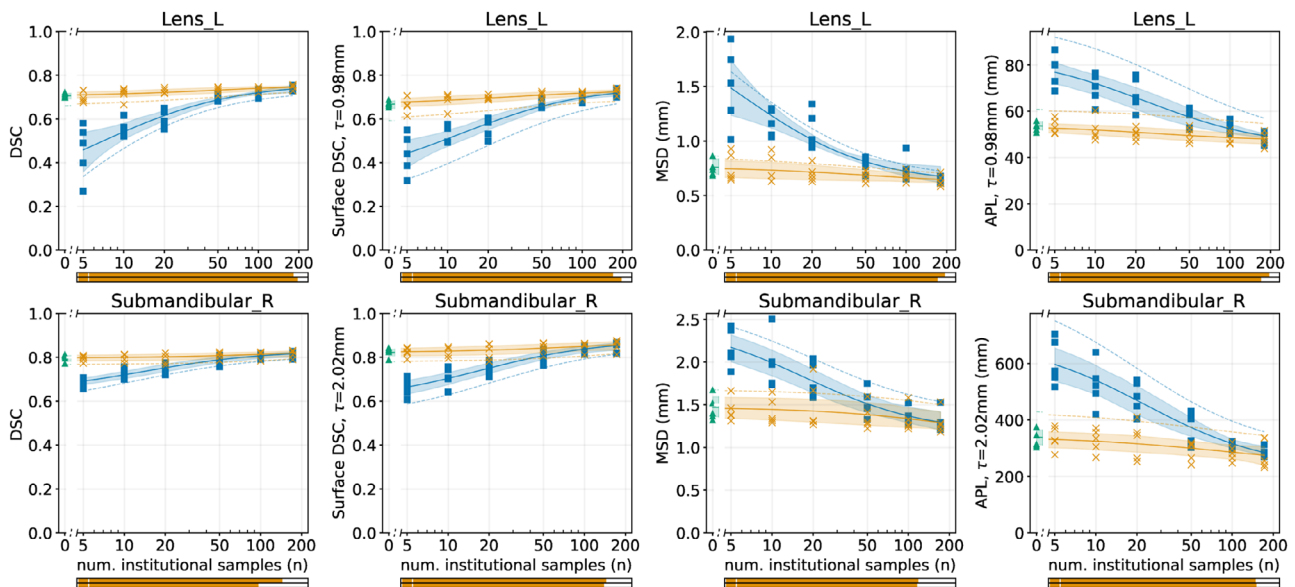 Lens_L
Lens_L
Lens_L
Lens_L
DSC
1.0
0.8
0.6
0.4
0.2
0.0
0 5 10 20 50 100 200
Surface DSC, τ=0.98mm
1.0
0.8
0.6
0.4
0.2
0.0
0 5 10 20 50 100 200
MSD (mm)
2.0
1.5
1.0
0.5
0.0
0 5 10 20 50 100 200
APL, τ=0.98mm (mm)
80
60
40
20
0
0 5 10 20 50 100 200
Submandibular_R
Submandibular_R
Submandibular_R
Submandibular_R
DSC
1.0
0.8
0.6
0.4
0.2
0.0
0 5 10 20 50 100 200
num. institutional samples (n)
Surface DSC, τ=2.02mm
1.0
0.8
0.6
0.4
0.2
0.0
0 5 10 20 50 100 200
num. institutional samples (n)
MSD (mm)
2.5
2.0
1.5
1.0
0.5
0.0
0 5 10 20 50 100 200
num. institutional samples (n)
APL, τ=2.02mm (mm)
600
400
200
0
0 5 10 20 50 100 200
num. institutional samples (n)